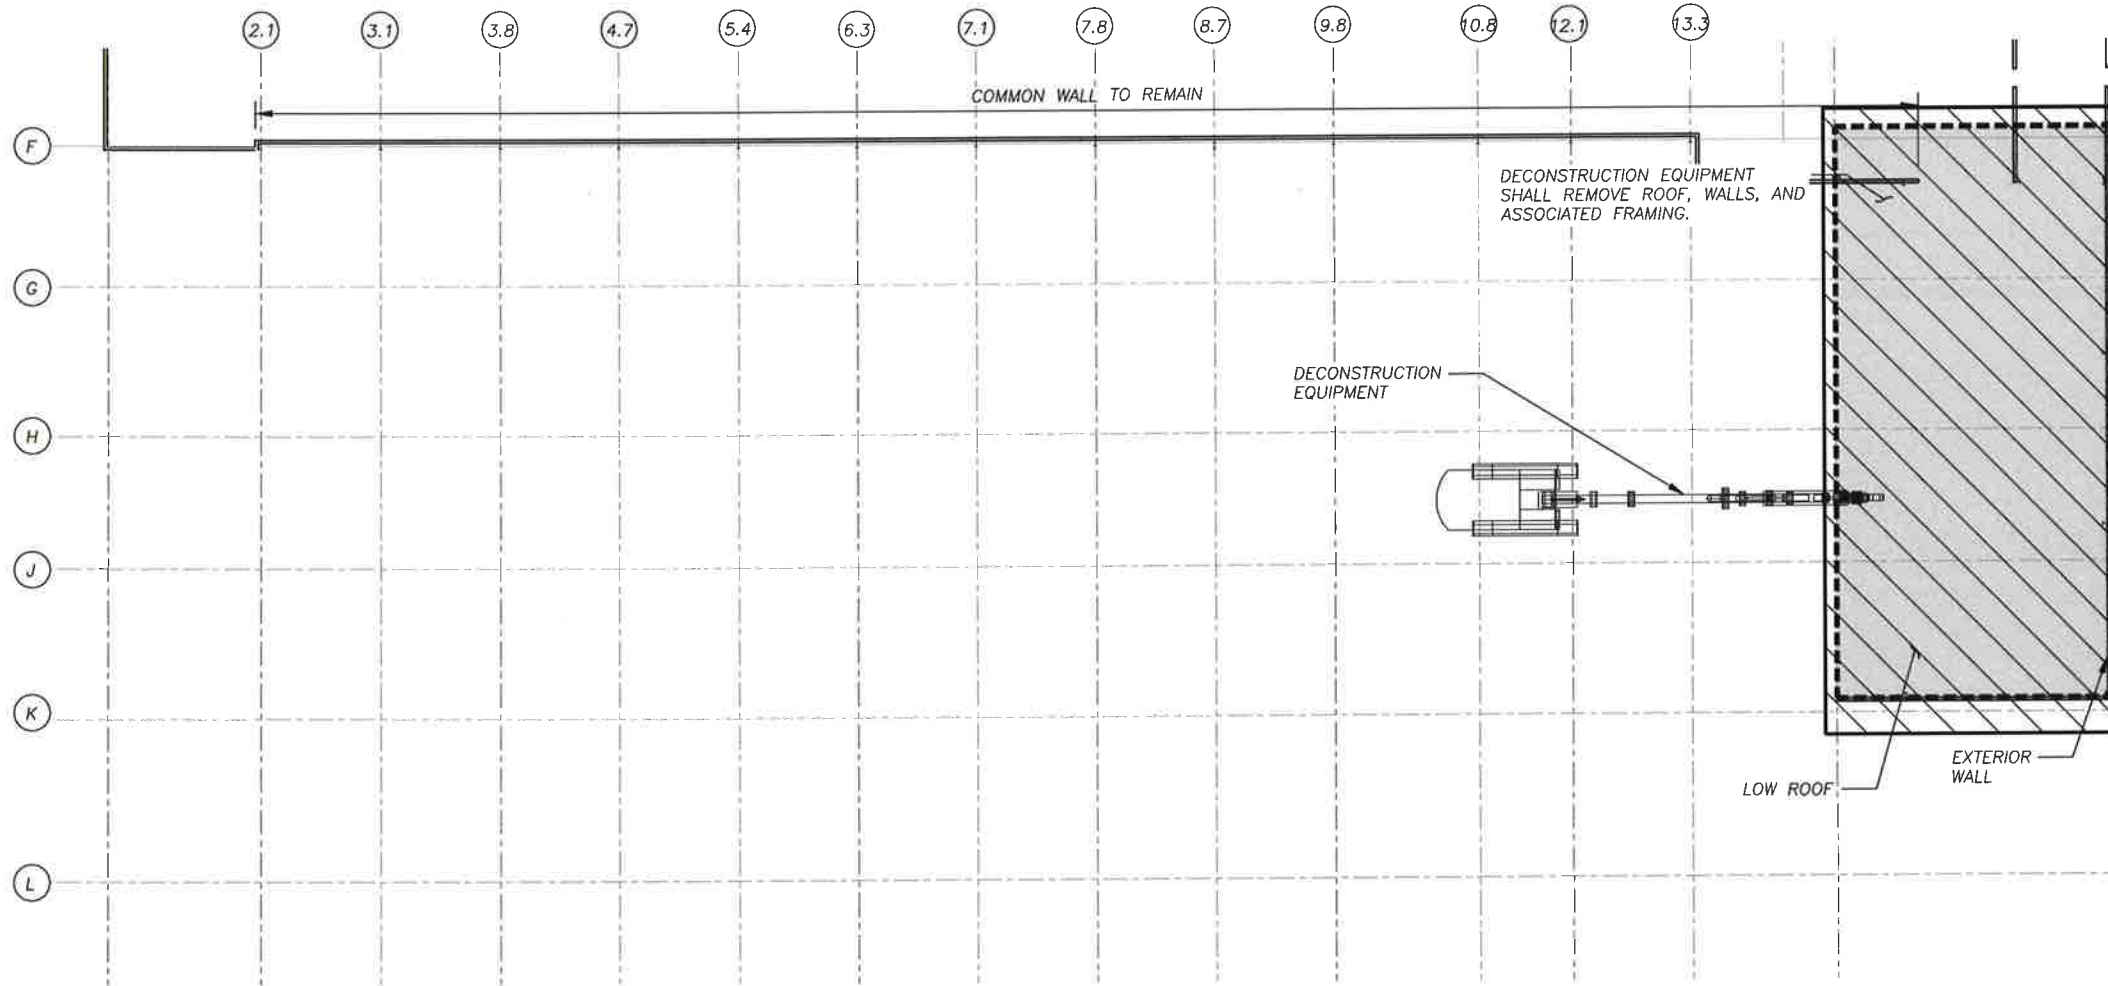 2.1
3.1
3.8
4.7
5.4
6.3
7.1
7.8
8.7
9.8
10.8
12.1
13.3
COMMON WALL TO REMAIN
F
DECONSTRUCTION EQUIPMENT
SHALL REMOVE ROOF, WALLS, AND
ASSOCIATED FRAMING.
G
DECONSTRUCTION
EQUIPMENT
H
J
K
EXTERIOR
WALL
LOW ROOF
L